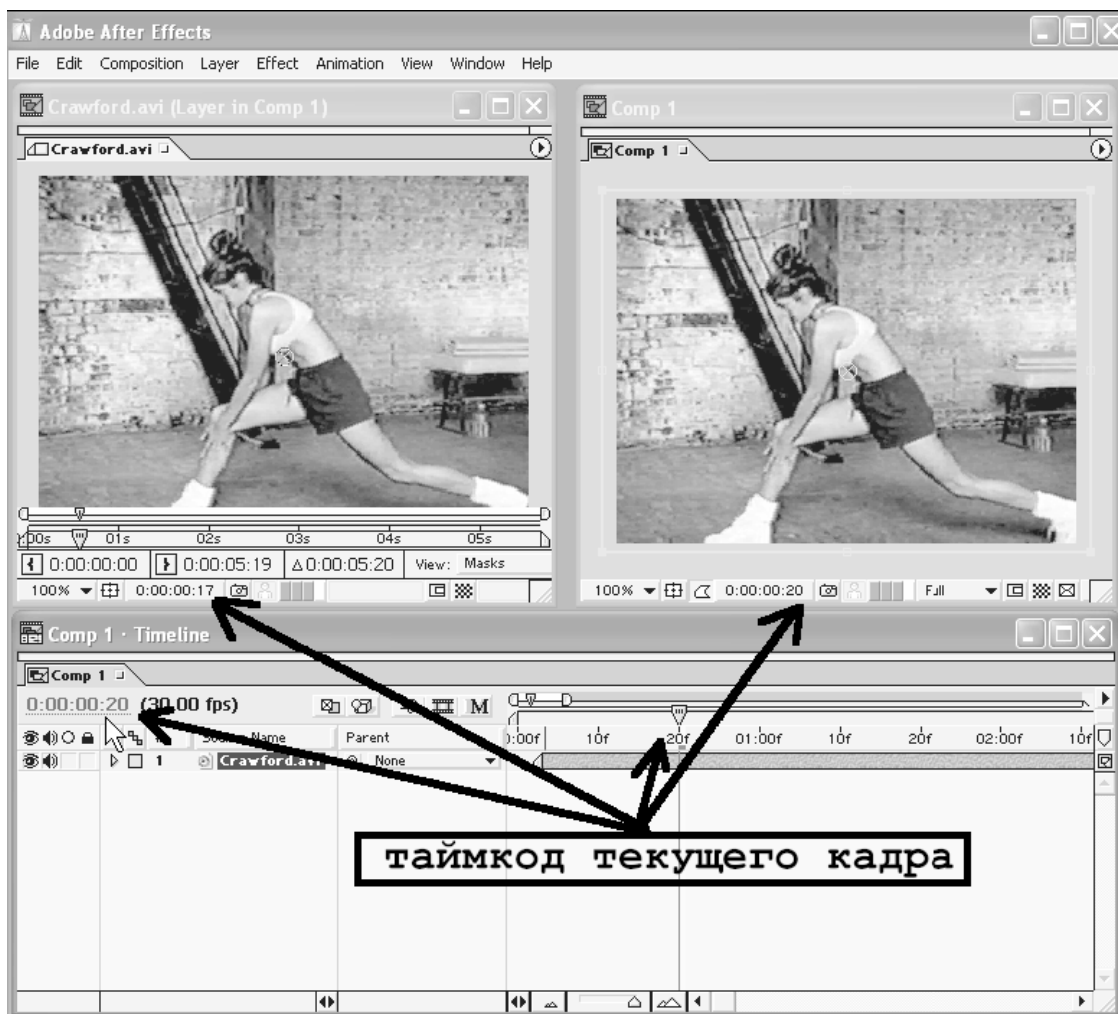 Adobe After Effects
File Edit Composition Layer Effect Animation View Window Help
Crawford.avi (Layer in Comp 1)
Crawford.avi
:00s 01s 02s 03s 04s 05s
0:00:00:00 0:00:05:19 Δ0:00:05:20 View: Masks
100% 0:00:00:17
Comp 1
Comp 1
100% 0:00:00:20 Full
Comp 1 · Timeline
Comp 1
0:00:00:20 (30.00 fps) M
Name Parent
):00f 10f 20f 01:00f 10f 20f 02:00f 10f
1 Crawford.avi None
таймкод текущего кадра